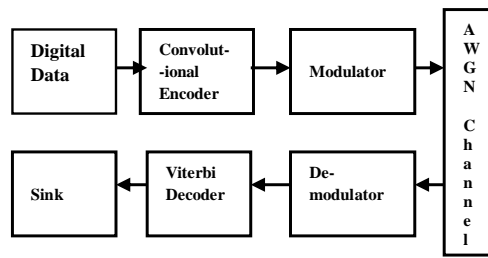 Digital
Data
Convolut-
-ional
Encoder
Modulator
A
W
G
N
C
h
a
n
n
e
l
Sink
Viterbi
Decoder
De-
modulator